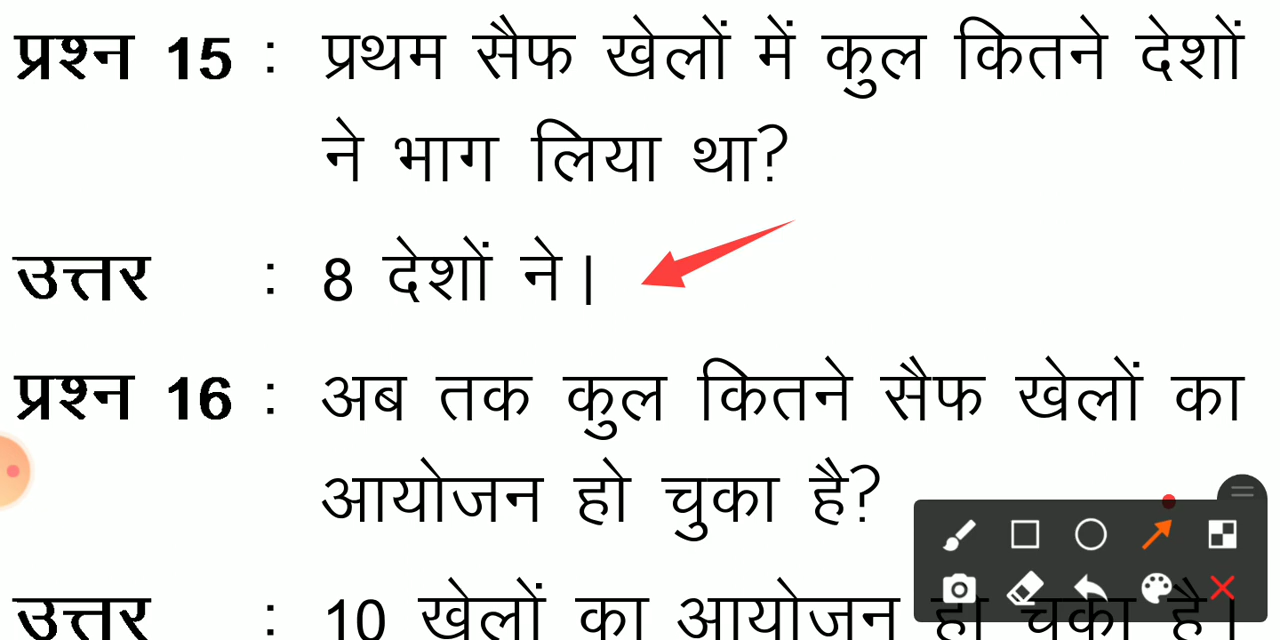 प्रश्न 15 : प्रथम सैफ खेलों में कुल कितने देशों
ने भाग लिया था?
उत्तर : 8 देशों ने।
प्रश्न 16 : अब तक कुल कितने सैफ खेलों का
आयोजन हो चुका है?
उत्तर : 10 खेलों का आयोजन हो चुका है।